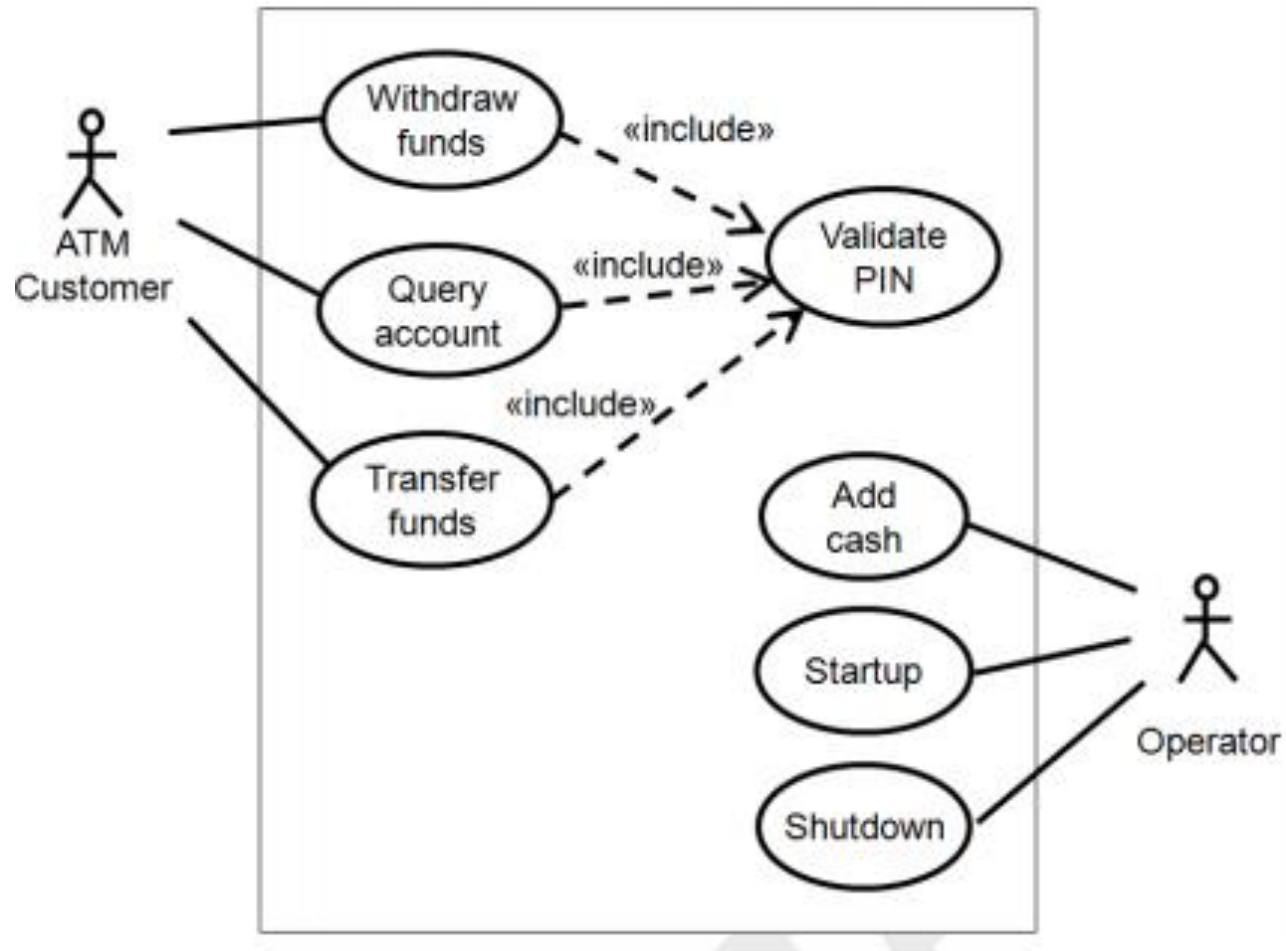 Withdraw
funds
«include»
ATM
Customer
Validate
PIN
«include»
Query
account
«include»
Transfer
funds
Add
cash
Startup
Operator
Shutdown